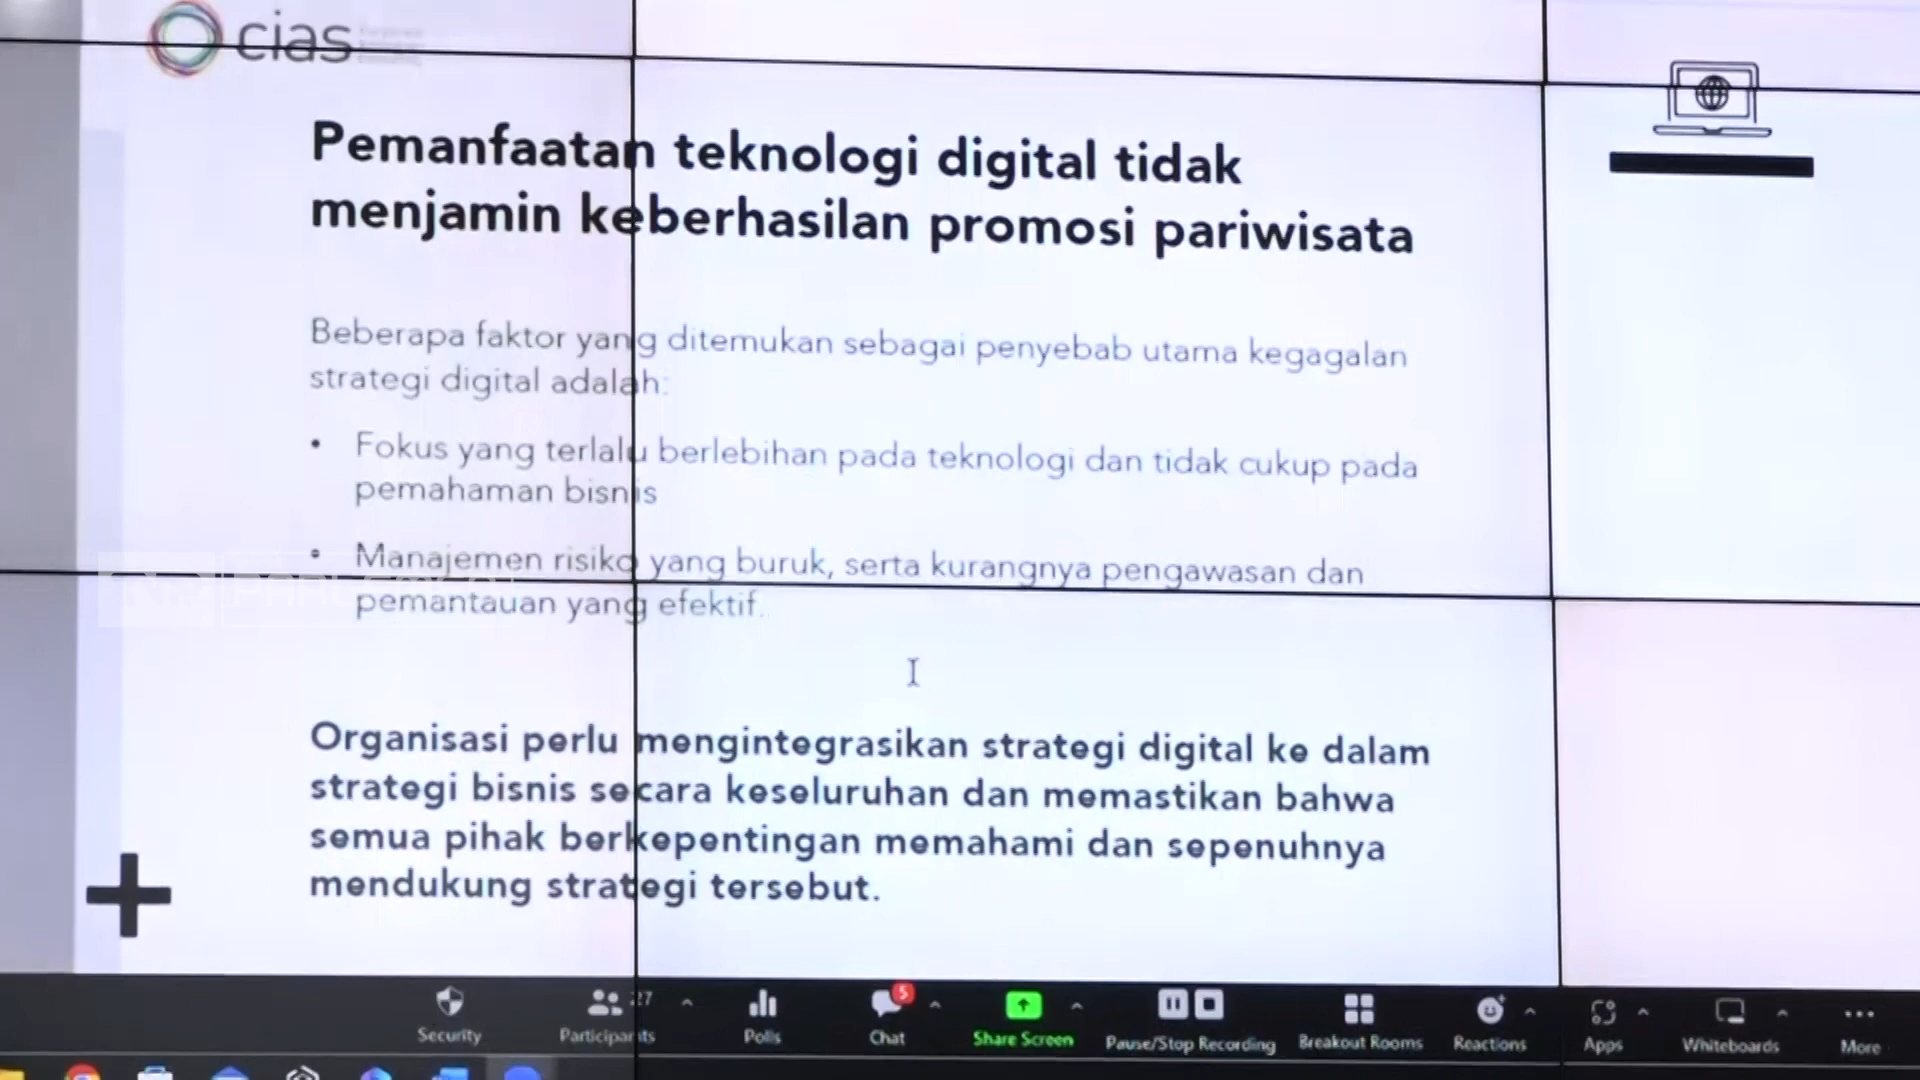 cias
Pemanfaatan teknologi digital tidak
menjamin keberhasilan promosi pariwisata
Beberapa faktor yang ditemukan sebagai penyebab utama kegagalan
strategi digital adalah:
• Fokus yang terlalu berlebihan pada teknologi dan tidak cukup pada
pemahaman bisnis
• Manajemen risiko yang buruk, serta kurangnya pengawasan dan
pemantauan yang efektif.
Organisasi perlu mengintegrasikan strategi digital ke dalam
strategi bisnis secara keseluruhan dan memastikan bahwa
semua pihak berkepentingan memahami dan sepenuhnya
mendukung strategi tersebut.
27
5
Security
Participants
Polls
Chat
Share Screen
Pause/Stop Recording
Breakout Rooms
Reactions
Apps
Whiteboards
More